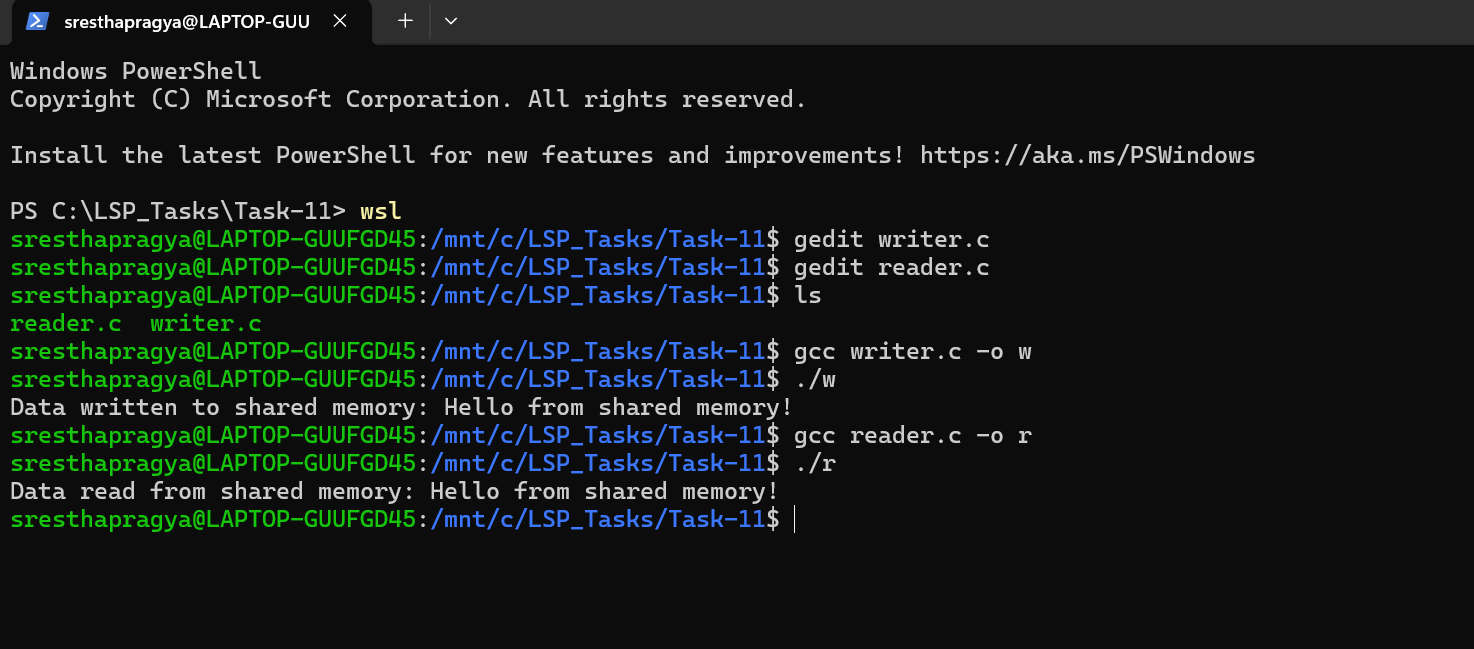 sresthapragya@LAPTOP-GUU
Windows PowerShell
Copyright (C) Microsoft Corporation. All rights reserved.
Install the latest PowerShell for new features and improvements! https://aka.ms/PSWindows
PS C:\LSP_Tasks\Task-11> wsl
sresthapragya@LAPTOP-GUUFGD45:/mnt/c/LSP_Tasks/Task-11$ gedit writer.c
sresthapragya@LAPTOP-GUUFGD45:/mnt/c/LSP_Tasks/Task-11$ gedit reader.c
sresthapragya@LAPTOP-GUUFGD45:/mnt/c/LSP_Tasks/Task-11$ ls
reader.c  writer.c
sresthapragya@LAPTOP-GUUFGD45:/mnt/c/LSP_Tasks/Task-11$ gcc writer.c -o w
sresthapragya@LAPTOP-GUUFGD45:/mnt/c/LSP_Tasks/Task-11$ ./w
Data written to shared memory: Hello from shared memory!
sresthapragya@LAPTOP-GUUFGD45:/mnt/c/LSP_Tasks/Task-11$ gcc reader.c -o r
sresthapragya@LAPTOP-GUUFGD45:/mnt/c/LSP_Tasks/Task-11$ ./r
Data read from shared memory: Hello from shared memory!
sresthapragya@LAPTOP-GUUFGD45:/mnt/c/LSP_Tasks/Task-11$